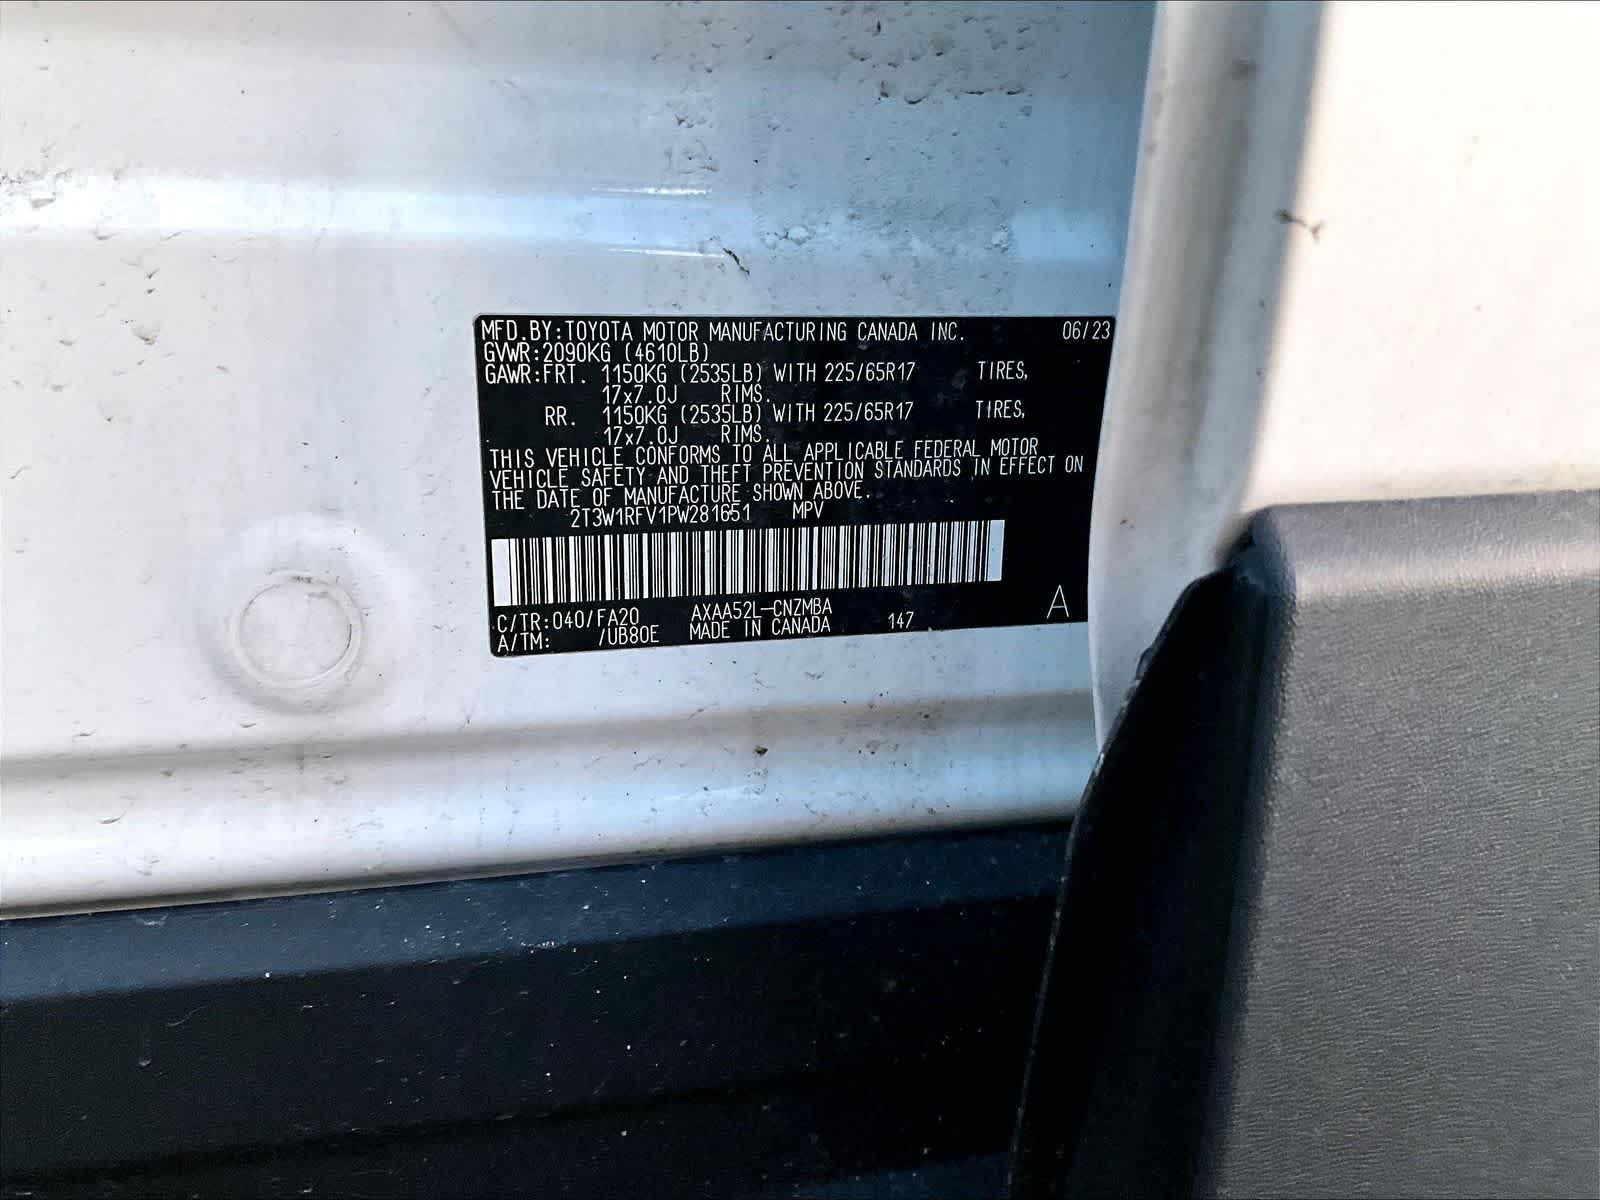 MFD.BY:TOYOTA MOTOR MANUFACTURING CANADA INC. 06/23
GVWR:2090KG (4610LB)
GAWR:FRT. 1150KG (2535LB) WITH 225/65R17 TIRES,
17x7.0J RIMS.
RR. 1150KG (2535LB) WITH 225/65R17 TIRES,
17x7.0J RIMS.
THIS VEHICLE CONFORMS TO ALL APPLICABLE FEDERAL MOTOR
VEHICLE SAFETY AND THEFT PREVENTION STANDARDS IN EFFECT ON
THE DATE OF MANUFACTURE SHOWN ABOVE.
2T3W1RFV1PW281651 MPV
C/TR:040/FA20 AXAA52L-CNZMBA
A/TM: /UB80E MADE IN CANADA 147 A